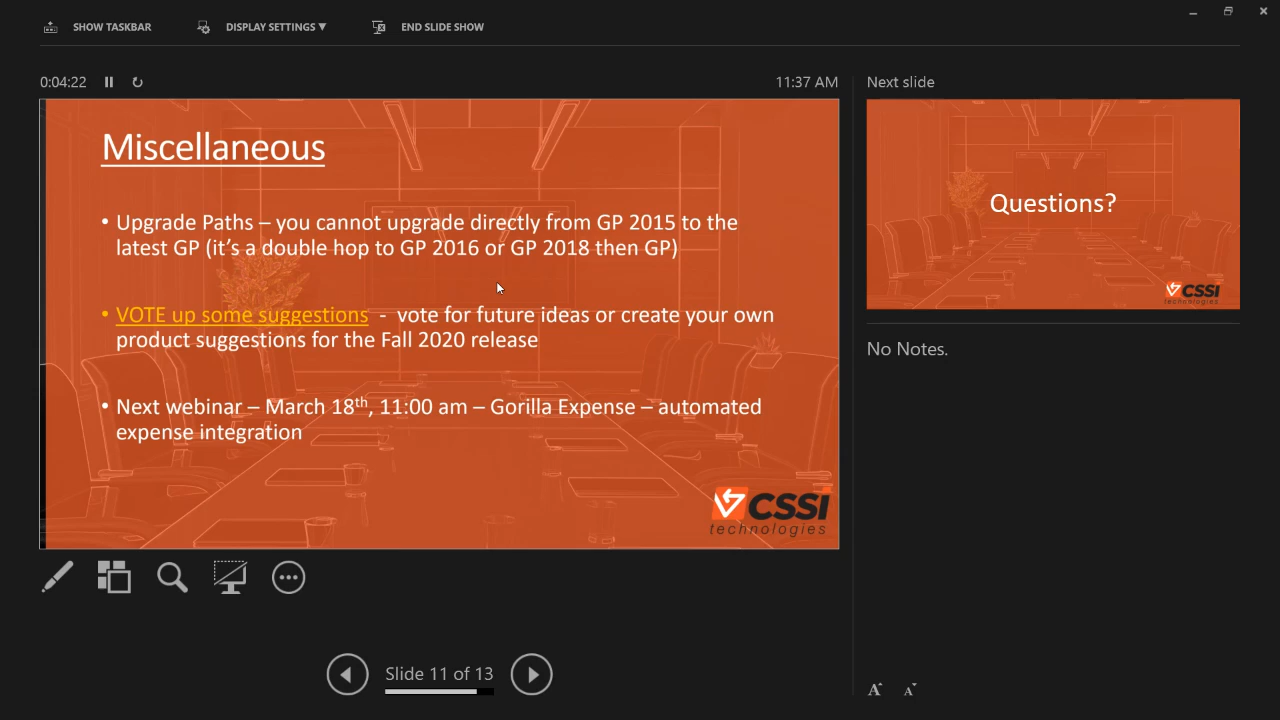 SHOW TASKBAR
DISPLAY SETTINGS ▼
END SLIDE SHOW
0:04:22
11:37 AM
Next slide
Miscellaneous
• Upgrade Paths – you cannot upgrade directly from GP 2015 to the
latest GP (it's a double hop to GP 2016 or GP 2018 then GP)
• VOTE up some suggestions - vote for future ideas or create your own
product suggestions for the Fall 2020 release
• Next webinar – March 18th, 11:00 am – Gorilla Expense – automated
expense integration
CSSI
technologies
Questions?
CSSI
technologies
No Notes.
Slide 11 of 13
A A